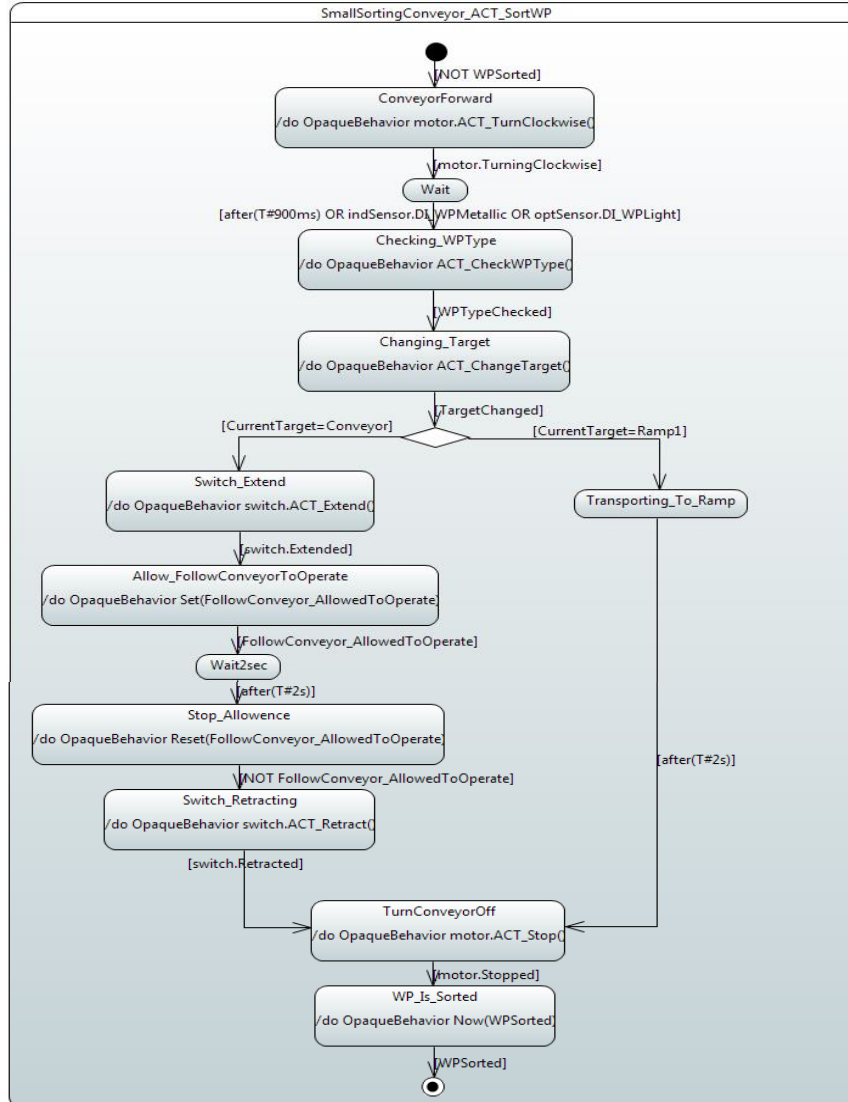 SmallSortingConveyor_ACT_SortWP
[NOT WPSorted]
ConveyorForward
/do OpaqueBehavior motor.ACT_TurnClockwise()
[motor.TurningClockwise]
Wait
[after(T#900ms) OR indSensor.DI_WPMetallic OR optSensor.DI_WPLight]
Checking_WPType
/do OpaqueBehavior ACT_CheckWPType()
[WPTypeChecked]
Changing_Target
/do OpaqueBehavior ACT_ChangeTarget()
[TargetChanged]
[CurrentTarget=Conveyor]
[CurrentTarget=Ramp1]
Switch_Extend
/do OpaqueBehavior switch.ACT_Extend()
Transporting_To_Ramp
[switch.Extended]
Allow_FollowConveyorToOperate
/do OpaqueBehavior Set(FollowConveyor_AllowedToOperate)
[FollowConveyor_AllowedToOperate]
Wait2sec
[after(T#2s)]
Stop_Allowence
/do OpaqueBehavior Reset(FollowConveyor_AllowedToOperate)
[after(T#2s)]
[NOT FollowConveyor_AllowedToOperate]
Switch_Retracting
/do OpaqueBehavior switch.ACT_Retract()
[switch.Retracted]
TurnConveyorOff
/do OpaqueBehavior motor.ACT_Stop()
[motor.Stopped]
WP_Is_Sorted
/do OpaqueBehavior Now(WPSorted)
[WPSorted]